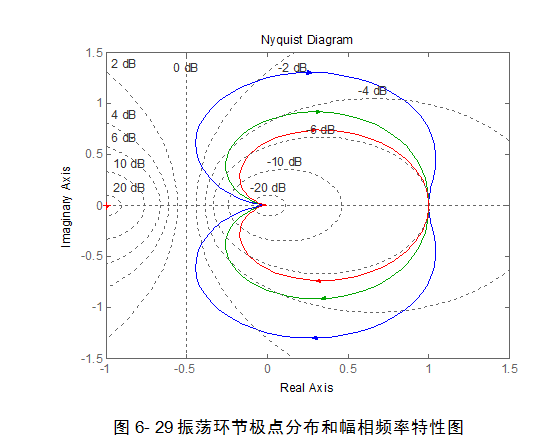 Nyquist Diagram
1.5
2 dB
0 dB
-2 dB
-4 dB
1
4 dB
6 dB
-6 dB
0.5
10 dB
-10 dB
20 dB
-20 dB
0
Imaginary Axis
-0.5
-1
-1.5
-1
-0.5
0
0.5
1
1.5
Real Axis
图 6- 29 振荡环节极点分布和幅相频率特性图